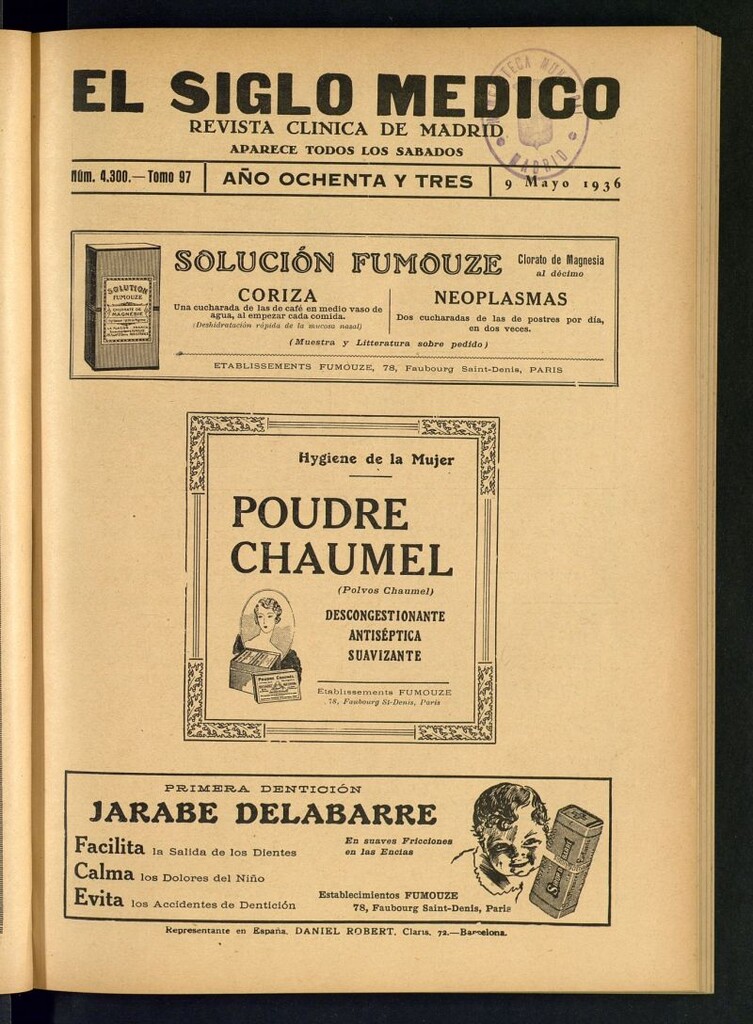 EL SIGLO MEDICO
REVISTA CLINICA DE MADRID
APARECE TODOS LOS SABADOS
MADRID
Núm. 4.300.—Tomo 97
AÑO OCHENTA Y TRES
9 Mayo 1936
SOLUTION
FUMOUZE
SOLUCIÓN FUMOUZE
Clorato de Magnesia
al décimo
CORIZA
Una cucharada de las de café en medio vaso de
agua, al empezar cada comida.
(Deshidratación rápida de la mucosa nasal)
NEOPLASMAS
Dos cucharadas de las de postres por día,
en dos veces.
(Muestra y Litteratura sobre pedido)
ETABLISSEMENTS FUMOUZE, 78, Faubourg Saint-Denis, PARIS
Hygiene de la Mujer
POUDRE
CHAUMEL
(Polvos Chaumel)
DESCONGESTIONANTE
ANTISÉPTICA
SUAVIZANTE
Poudre Chaumel
Etablissements FUMOUZE
78, Faubourg St-Denis, Paris
PRIMERA DENTICIÓN
JARABE DELABARRE
Facilita la Salida de los Dientes
Calma los Dolores del Niño
Evita los Accidentes de Dentición
En suaves Fricciones
en las Encias
Establecimientos FUMOUZE
78, Faubourg Saint-Denis, Paris
Representante en España. DANIEL ROBERT. Claris, 72.—Barcelona.